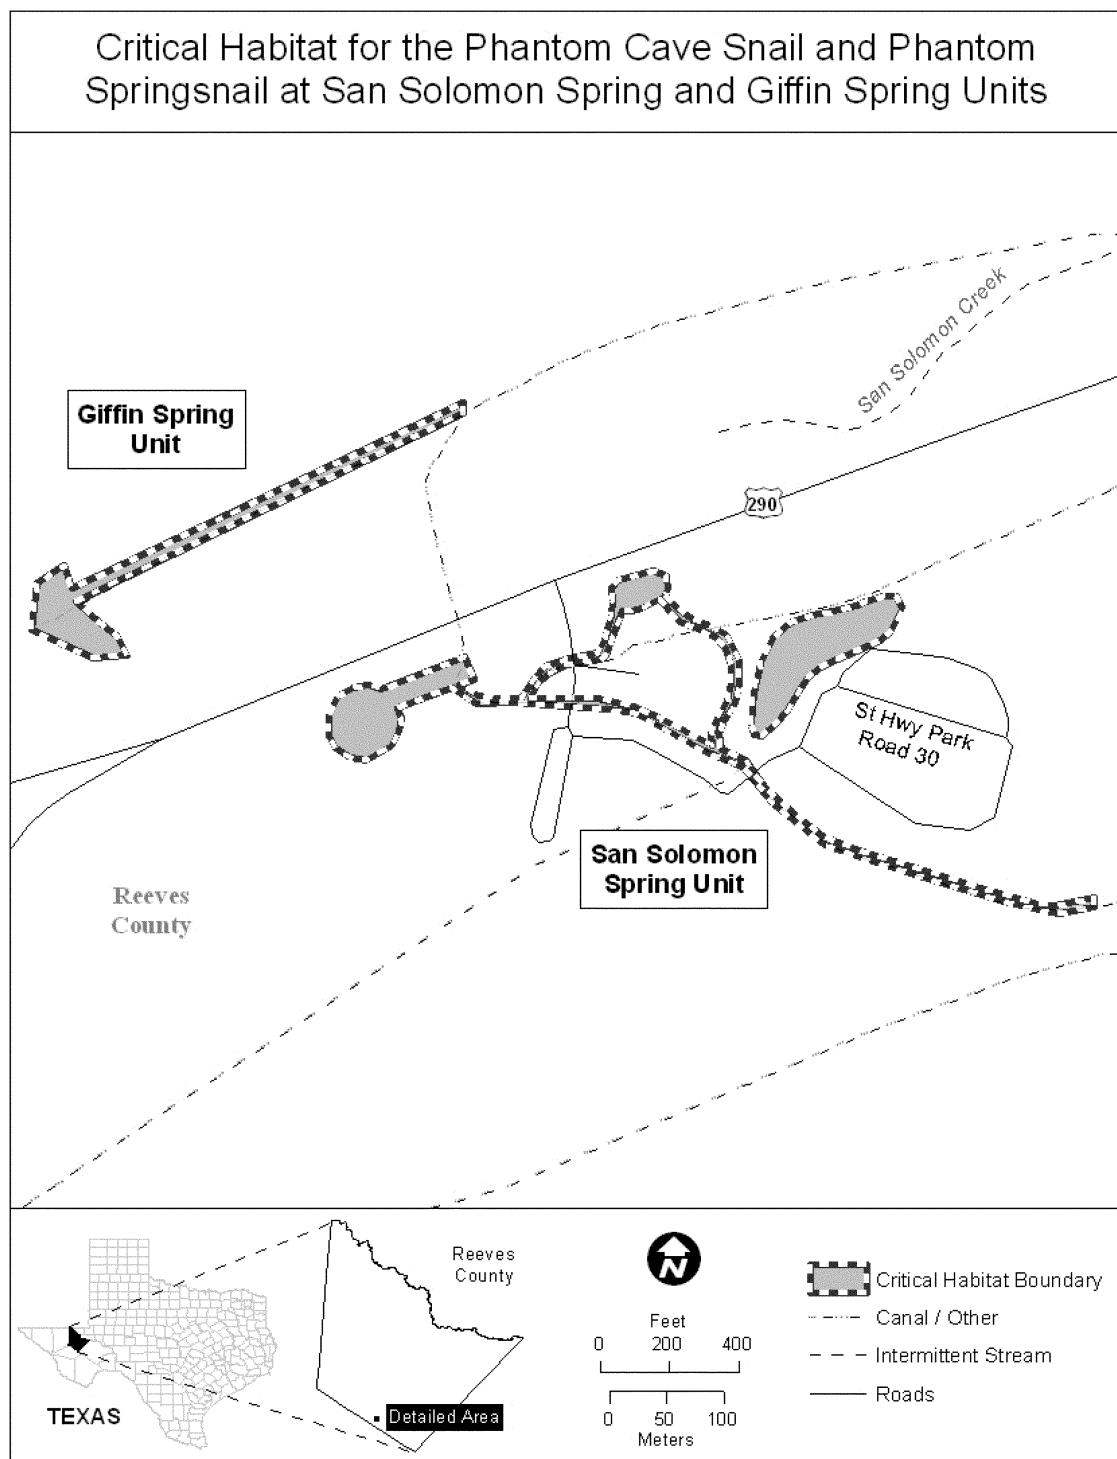 Critical Habitat for the Phantom Cave Snail and Phantom
Springsnail at San Solomon Spring and Giffin Spring Units
San Solomon Creek
Giffin Spring
Unit
290
St Hwy Park
Road 30
San Solomon
Spring Unit
Reeves
County
Reeves
County
TEXAS
Detailed Area
N
Feet
0 200 400
0 50 100
Meters
Critical Habitat Boundary
Canal / Other
Intermittent Stream
Roads